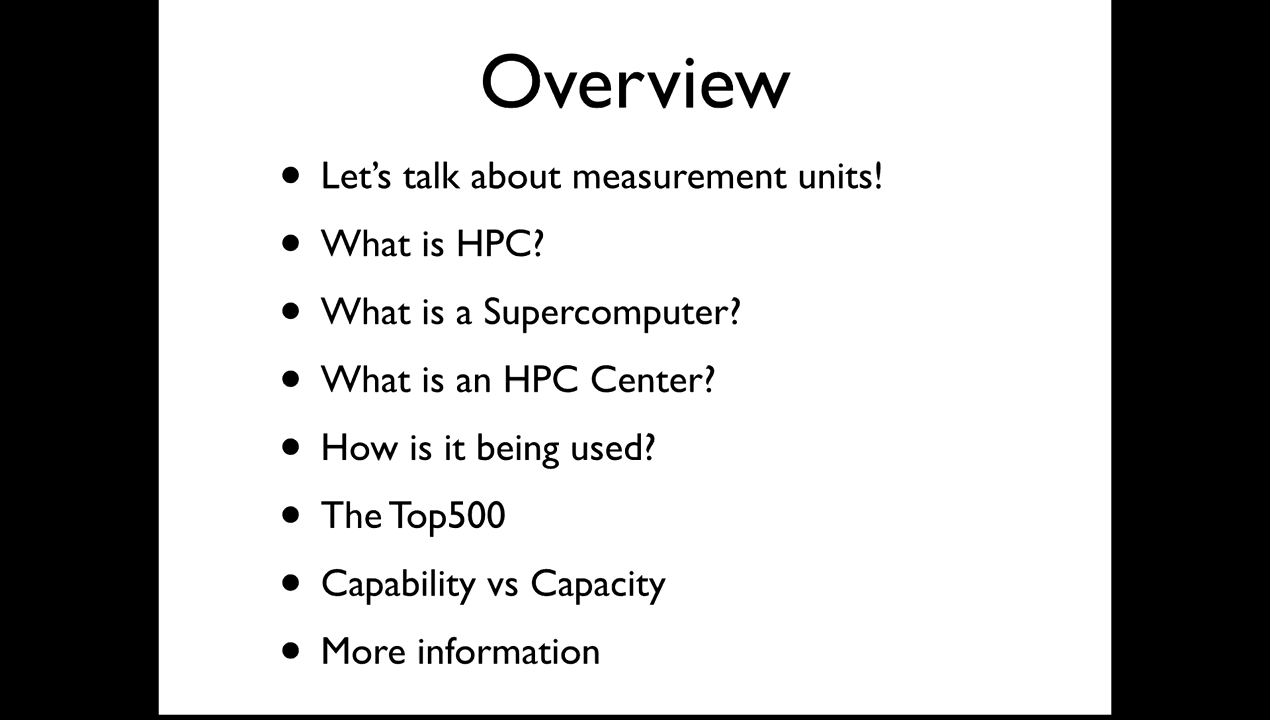 Overview
• Let's talk about measurement units!
• What is HPC?
• What is a Supercomputer?
• What is an HPC Center?
• How is it being used?
• The Top500
• Capability vs Capacity
• More information